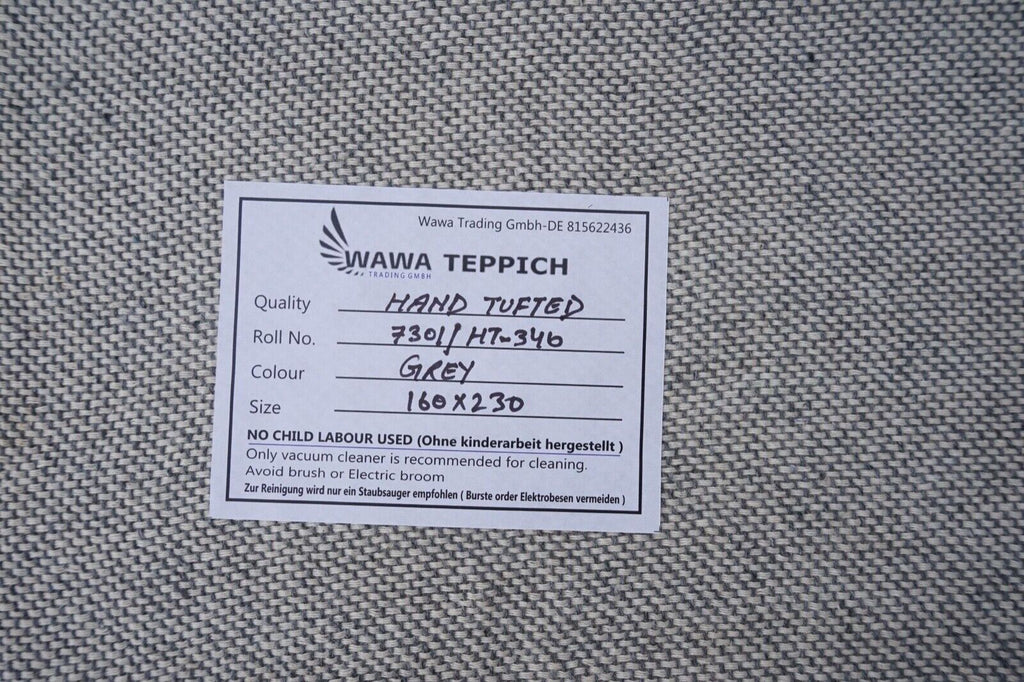 Wawa Trading Gmbh-DE 815622436
WAWA TEPPICH
TRADING GMBH
Quality HAND TUFTED
Roll No. 7301/HT-346
Colour GREY
Size 160X230
NO CHILD LABOUR USED (Ohne kinderarbeit hergestellt )
Only vacuum cleaner is recommended for cleaning.
Avoid brush or Electric broom
Zur Reinigung wird nur ein Staubsauger empfohlen ( Burste order Elektrobesen vermeiden )